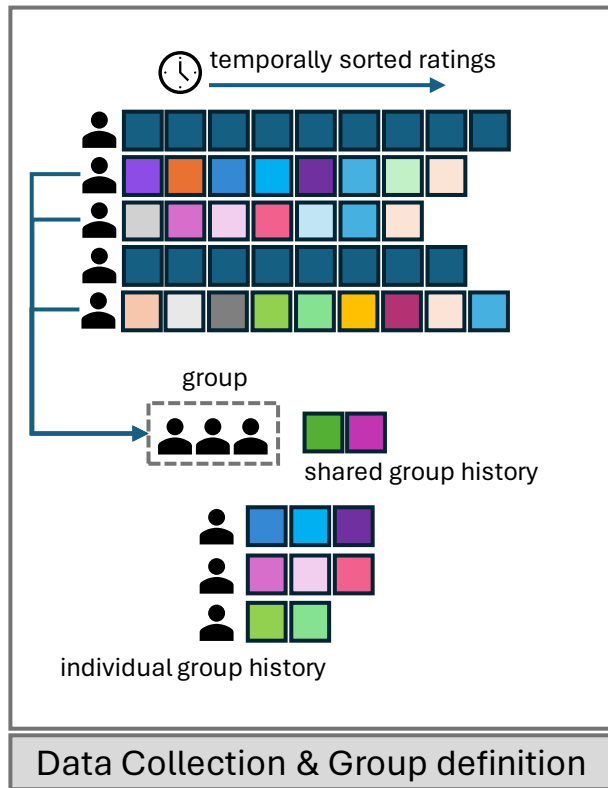 temporally sorted ratings
group
shared group history
individual group history
Data Collection & Group definition